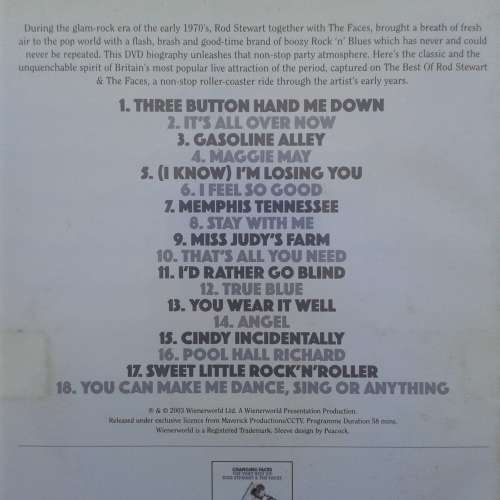 During the glam-rock era of the early 1970's, Rod Stewart together with The Faces, brought a breath of fresh
air to the pop world with a flash, brash and good-time brand of boozy Rock 'n' Blues which has never and could
never be repeated. This DVD biography unleashes that non-stop party atmosphere. Here's the classic and the
unquenchable spirit of Britain's most popular live attraction of the period, captured on The Best Of Rod Stewart
& The Faces, a non-stop roller-coaster ride through the artist's early years.
1. THREE BUTTON HAND ME DOWN
2. IT'S ALL OVER NOW
3. GASOLINE ALLEY
4. MAGGIE MAY
5. (I KNOW) I'M LOSING YOU
6. I FEEL SO GOOD
7. MEMPHIS TENNESSEE
8. STAY WITH ME
9. MISS JUDY'S FARM
10. THAT'S ALL YOU NEED
11. I'D RATHER GO BLIND
12. TRUE BLUE
13. YOU WEAR IT WELL
14. ANGEL
15. CINDY INCIDENTALLY
16. POOL HALL RICHARD
17. SWEET LITTLE ROCK'N'ROLLER
18. YOU CAN MAKE ME DANCE, SING OR ANYTHING
℗ & © 2003 Wienerworld Ltd. A Wienerworld Presentation Production.
Released under exclusive licence from Maverick Productions/CCTV. Programme Duration 58 mins.
Wienerworld is a Registered Trademark. Sleeve design by Peacock.
CHANGING FACES
THE VERY BEST OF
ROD STEWART & THE FACES